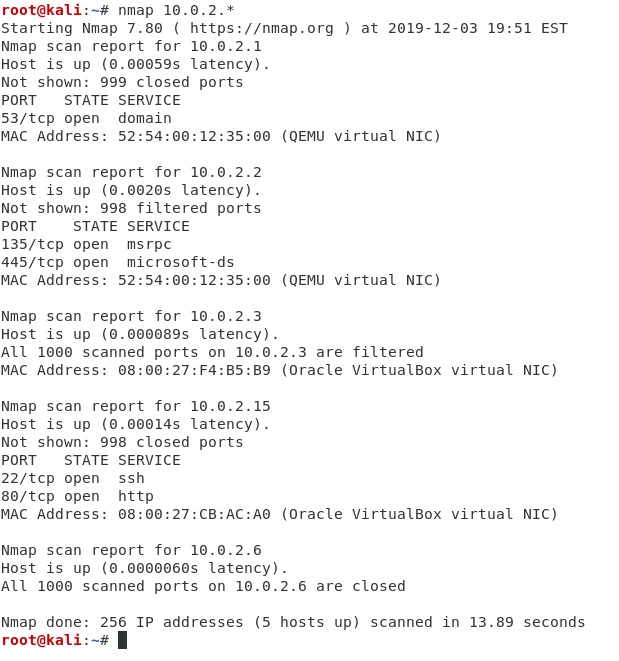 root@kali:~# nmap 10.0.2.*
Starting Nmap 7.80 ( https://nmap.org ) at 2019-12-03 19:51 EST
Nmap scan report for 10.0.2.1
Host is up (0.00059s latency).
Not shown: 999 closed ports
PORT   STATE SERVICE
53/tcp open  domain
MAC Address: 52:54:00:12:35:00 (QEMU virtual NIC)

Nmap scan report for 10.0.2.2
Host is up (0.0020s latency).
Not shown: 998 filtered ports
PORT    STATE SERVICE
135/tcp open  msrpc
445/tcp open  microsoft-ds
MAC Address: 52:54:00:12:35:00 (QEMU virtual NIC)

Nmap scan report for 10.0.2.3
Host is up (0.000089s latency).
All 1000 scanned ports on 10.0.2.3 are filtered
MAC Address: 08:00:27:F4:B5:B9 (Oracle VirtualBox virtual NIC)

Nmap scan report for 10.0.2.15
Host is up (0.00014s latency).
Not shown: 998 closed ports
PORT   STATE SERVICE
22/tcp open  ssh
80/tcp open  http
MAC Address: 08:00:27:CB:AC:A0 (Oracle VirtualBox virtual NIC)

Nmap scan report for 10.0.2.6
Host is up (0.0000060s latency).
All 1000 scanned ports on 10.0.2.6 are closed

Nmap done: 256 IP addresses (5 hosts up) scanned in 13.89 seconds
root@kali:~#